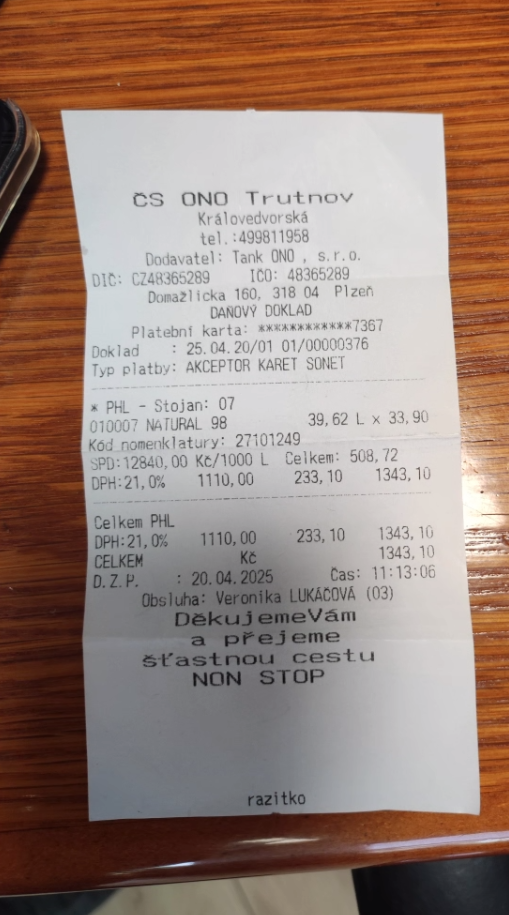 ČS ONO Trutnov
Královedvorská
tel.:499811958
Dodavatel: Tank ONO , s.r.o.
DIČ: CZ48365289 IČO: 48365289
Domažlická 160, 318 04 Plzeň
DAŇOVÝ DOKLAD
Platební karta: ************7367
Doklad : 25.04.20/01 01/00000376
Typ platby: AKCEPTOR KARET SONET
* PHL - Stojan: 07
010007 NATURAL 98 39,62 L x 33,90
Kód nomenklatury: 27101249
SPD:12840,00 Kč/1000 L Celkem: 508,72
DPH:21,0% 1110,00 233,10 1343,10
Celkem PHL
DPH:21,0% 1110,00 233,10 1343,10
CELKEM Kč 1343,10
D.Z.P. : 20.04.2025 Čas: 11:13:06
Obsluha: Veronika LUKÁČOVÁ (03)
DěkujemeVám
a přejeme
šťastnou cestu
NON STOP
razitko